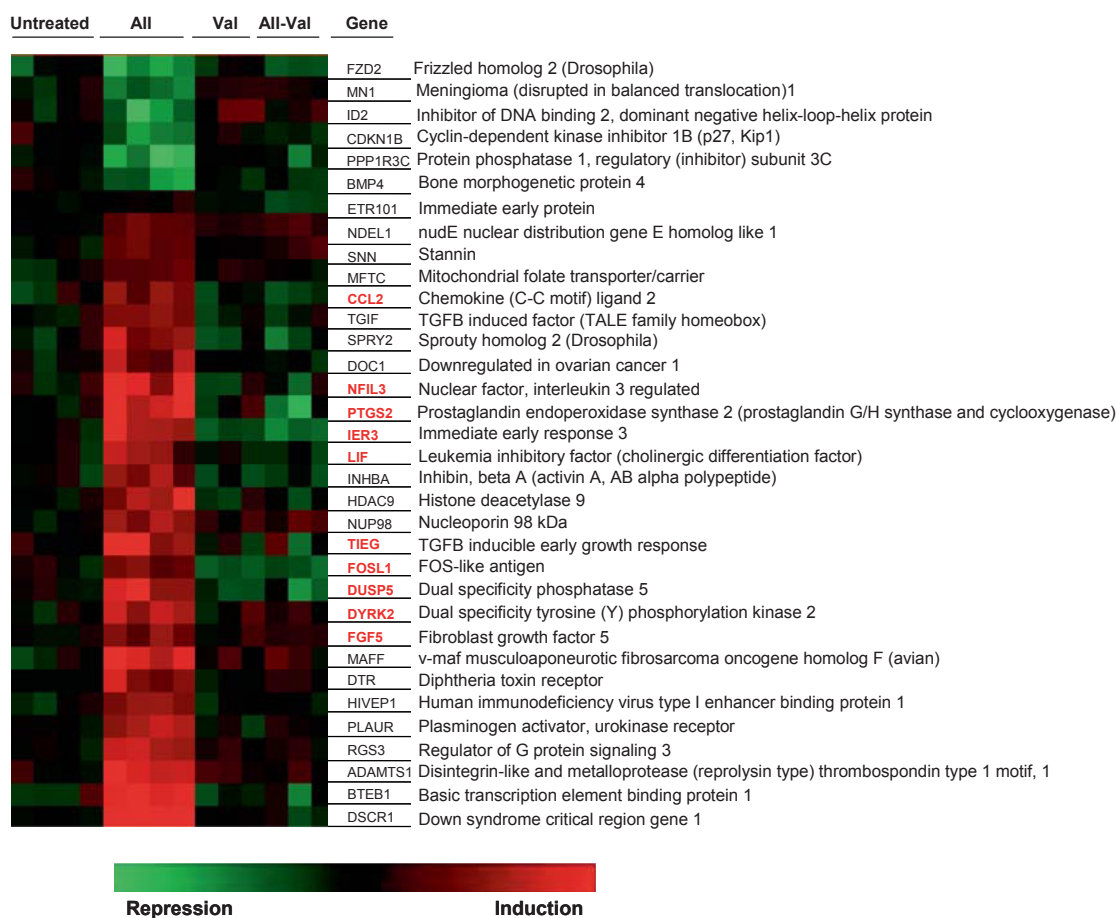 Untreated AII Val AII-Val Gene
FZD2 Frizzled homolog 2 (Drosophila)
MN1 Meningioma (disrupted in balanced translocation)1
ID2 Inhibitor of DNA binding 2, dominant negative helix-loop-helix protein
CDKN1B Cyclin-dependent kinase inhibitor 1B (p27, Kip1)
PPP1R3C Protein phosphatase 1, regulatory (inhibitor) subunit 3C
BMP4 Bone morphogenetic protein 4
ETR101 Immediate early protein
NDEL1 nudE nuclear distribution gene E homolog like 1
SNN Stannin
MFTC Mitochondrial folate transporter/carrier
CCL2 Chemokine (C-C motif) ligand 2
TGIF TGFB induced factor (TALE family homeobox)
SPRY2 Sprouty homolog 2 (Drosophila)
DOC1 Downregulated in ovarian cancer 1
NFIL3 Nuclear factor, interleukin 3 regulated
PTGS2 Prostaglandin endoperoxidase synthase 2 (prostaglandin G/H synthase and cyclooxygenase)
IER3 Immediate early response 3
LIF Leukemia inhibitory factor (cholinergic differentiation factor)
INHBA Inhibin, beta A (activin A, AB alpha polypeptide)
HDAC9 Histone deacetylase 9
NUP98 Nucleoporin 98 kDa
TIEG TGFB inducible early growth response
FOSL1 FOS-like antigen
DUSP5 Dual specificity phosphatase 5
DYRK2 Dual specificity tyrosine (Y) phosphorylation kinase 2
FGF5 Fibroblast growth factor 5
MAFF v-maf musculoaponeurotic fibrosarcoma oncogene homolog F (avian)
DTR Diphtheria toxin receptor
HIVEP1 Human immunodeficiency virus type I enhancer binding protein 1
PLAUR Plasminogen activator, urokinase receptor
RGS3 Regulator of G protein signaling 3
ADAMTS1 Disintegrin-like and metalloprotease (reprolysin type) thrombospondin type 1 motif, 1
BTEB1 Basic transcription element binding protein 1
DSCR1 Down syndrome critical region gene 1
Repression Induction